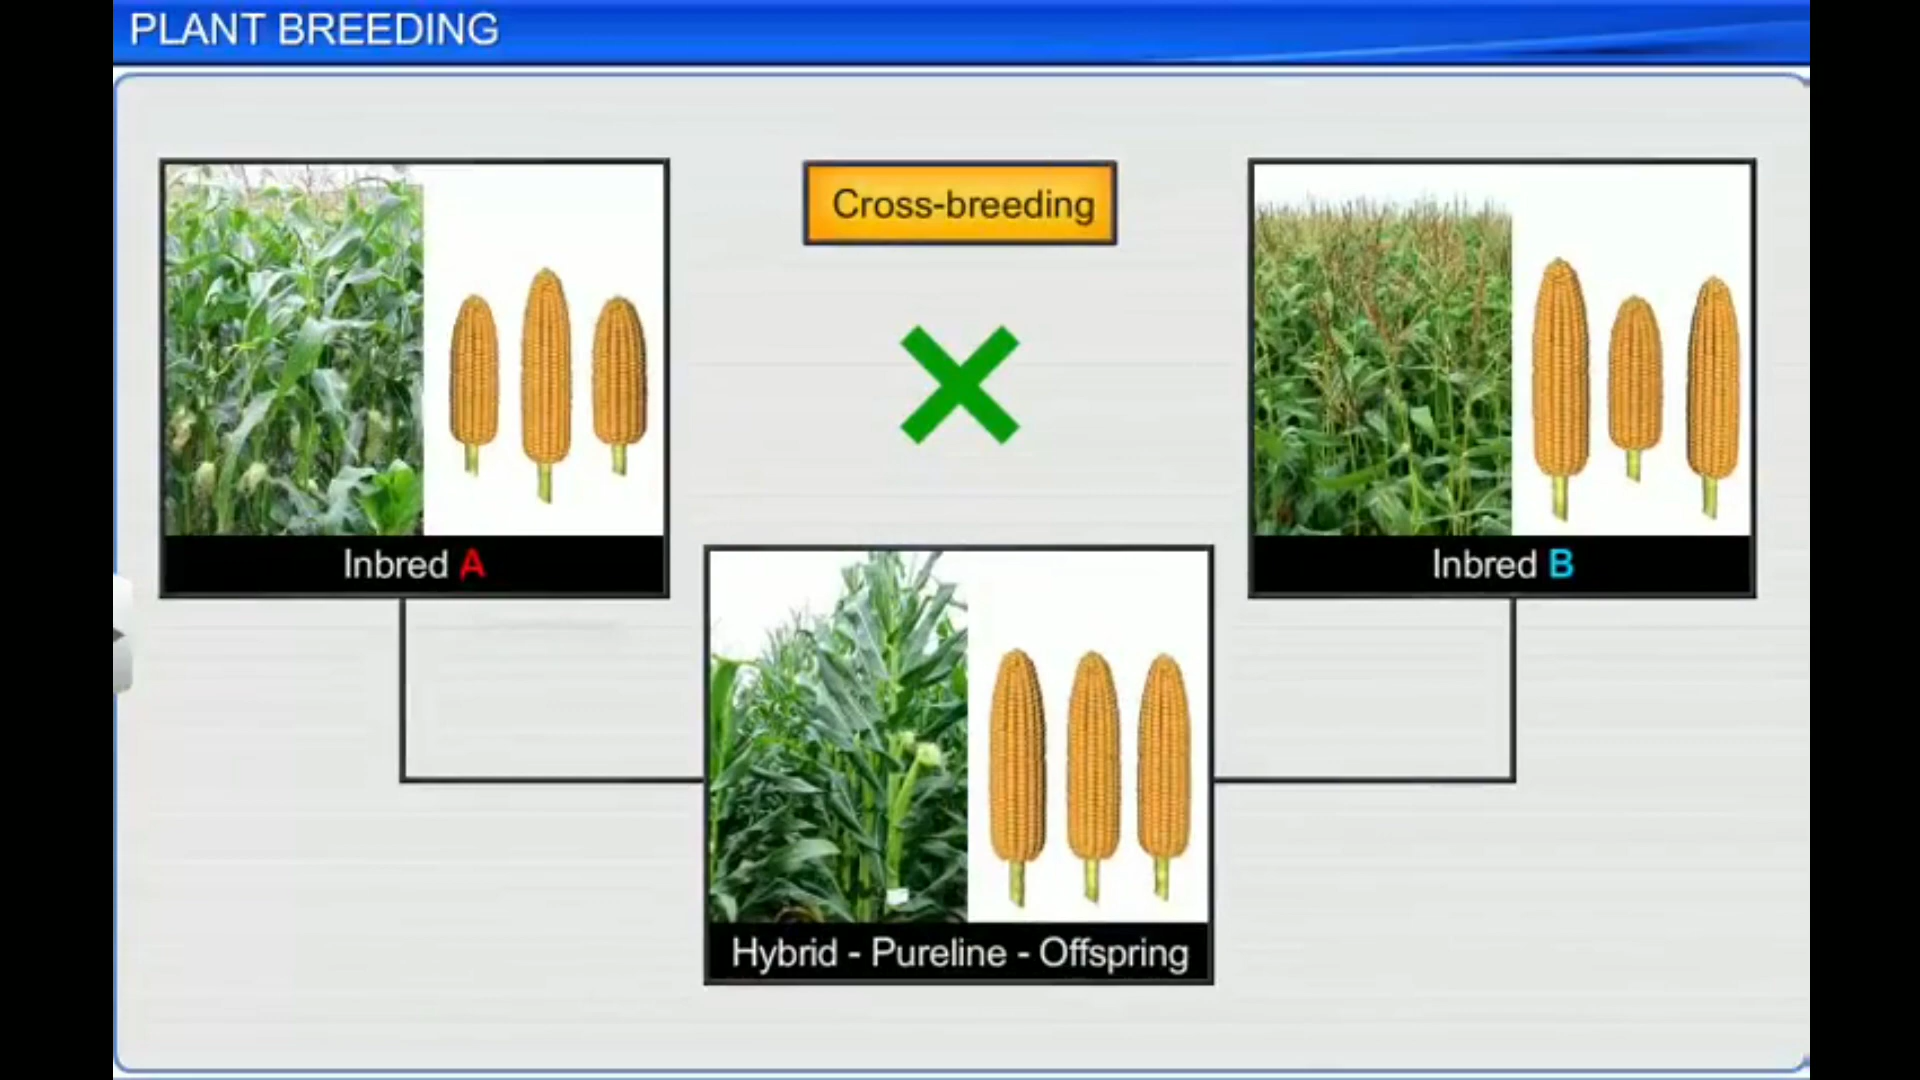 PLANT BREEDING
Cross-breeding
Inbred A
Inbred B
Hybrid - Pureline - Offspring